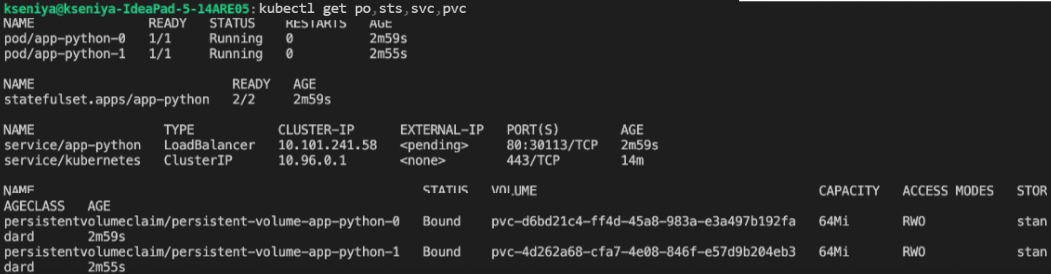 kseniya@kseniya-IdeaPad-5-14ARE05:kubectl get po,sts,svc,pvc
NAME READY STATUS RESTARTS AGE
pod/app-python-0 1/1 Running 0 2m59s
pod/app-python-1 1/1 Running 0 2m55s
NAME READY AGE
statefulset.apps/app-python 2/2 2m59s
NAME TYPE CLUSTER-IP EXTERNAL-IP PORT(S) AGE
service/app-python LoadBalancer 10.101.241.58 <pending> 80:30113/TCP 2m59s
service/kubernetes ClusterIP 10.96.0.1 <none> 443/TCP 14m
NAME STATUS VOLUME CAPACITY ACCESS MODES STOR
AGECLASS AGE
persistentvolumeclaim/persistent-volume-app-python-0 Bound pvc-d6bd21c4-ff4d-45a8-983a-e3a497b192fa 64Mi RWO stan
dard 2m59s
persistentvolumeclaim/persistent-volume-app-python-1 Bound pvc-4d262a68-cfa7-4e08-846f-e57d9b204eb3 64Mi RWO stan
dard 2m55s